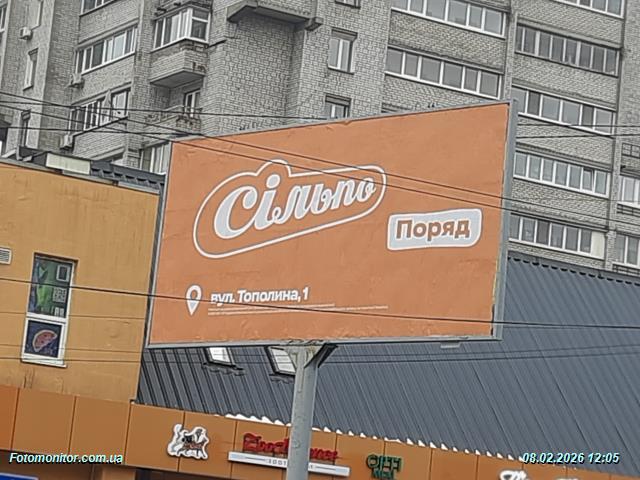 Сільпо
Поряд
вул. Тополина, 1
Fotomonitor.com.ua
08.02.2026 12:05